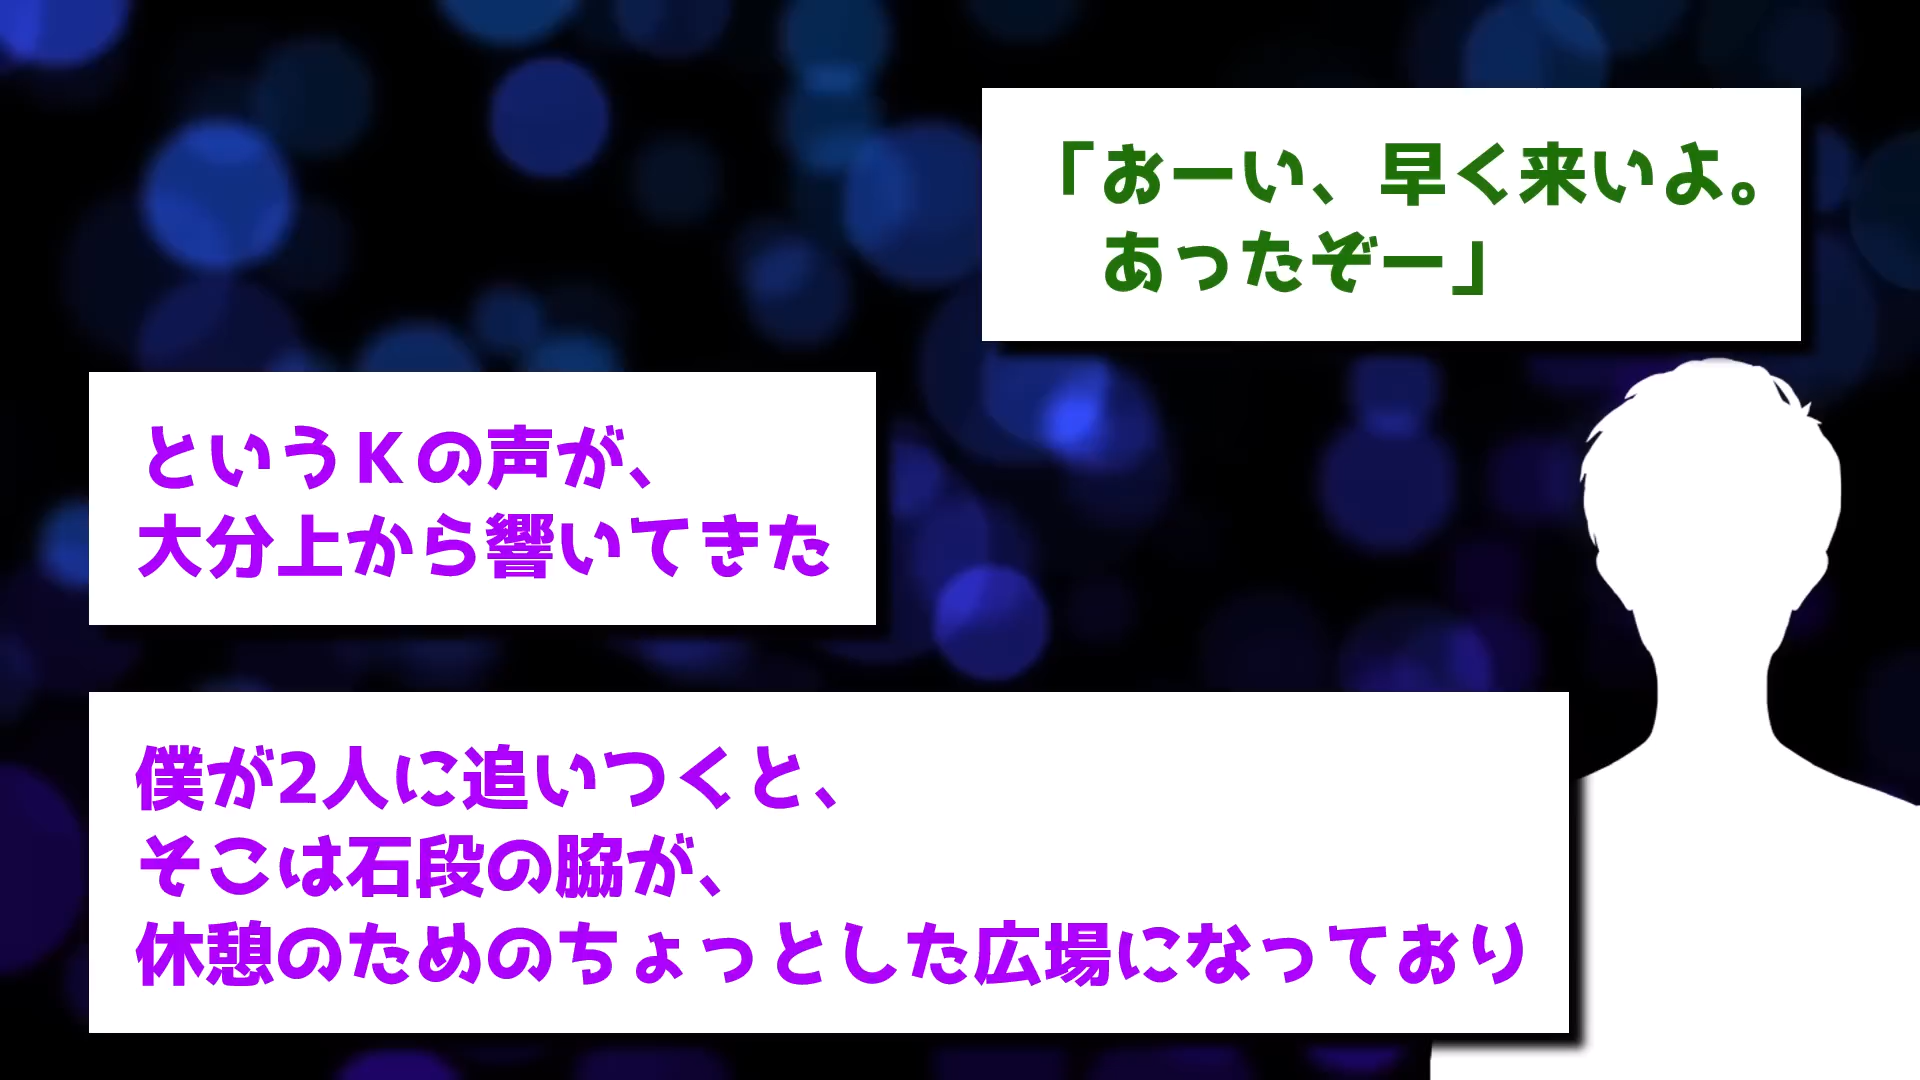 「おーい、早く来いよ。
あったぞー」
というKの声が、
大分上から響いてきた
僕が2人に追いつくと、
そこは石段の脇が、
休憩のためのちょっとした広場になっており